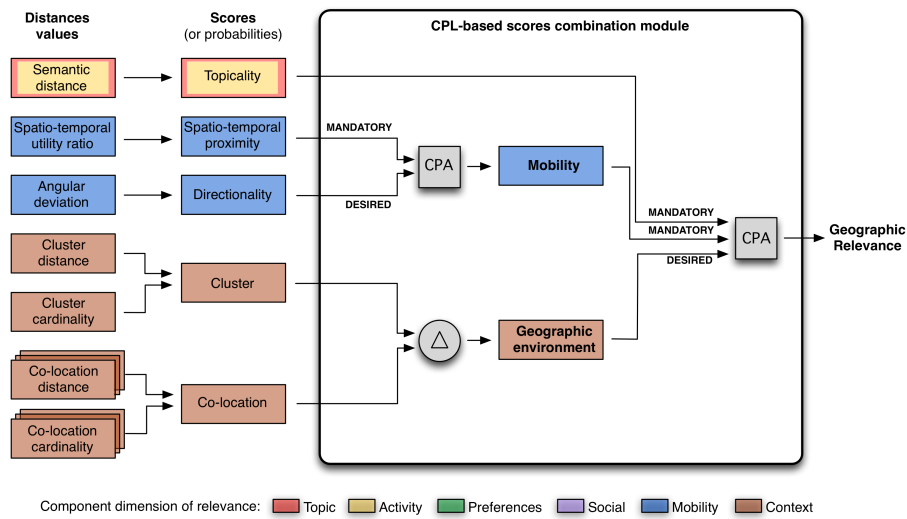 Distances
values
Scores
(or probabilities)
CPL-based scores combination module
Semantic
distance
Topicality
Spatio-temporal
utility ratio
Spatio-temporal
proximity
MANDATORY
CPA
Mobility
Angular
deviation
Directionality
DESIRED
MANDATORY
MANDATORY
DESIRED
CPA
Geographic
Relevance
Cluster
distance
Cluster
cardinality
Cluster
△
Geographic
environment
Co-location
distance
Co-location
cardinality
Co-location
Component dimension of relevance: Topic Activity Preferences Social Mobility Context